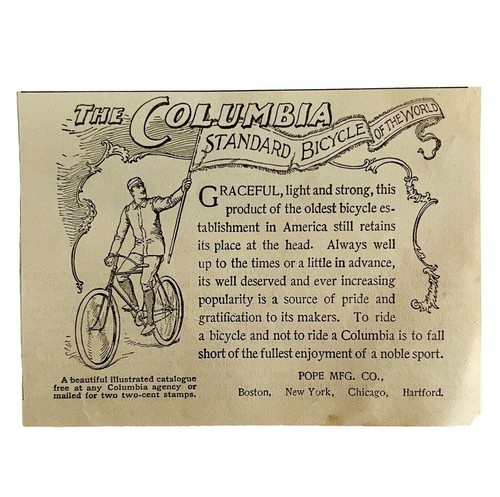 THE COLUMBIA
STANDARD BICYCLE OF THE WORLD
GRACEFUL, light and strong, this
product of the oldest bicycle es-
tablishment in America still retains
its place at the head. Always well
up to the times or a little in advance,
its well deserved and ever increasing
popularity is a source of pride and
gratification to its makers. To ride
a bicycle and not to ride a Columbia is to fall
short of the fullest enjoyment of a noble sport.
POPE MFG. CO.,
Boston, New York, Chicago, Hartford.
A beautiful illustrated catalogue
free at any Columbia agency or
mailed for two two-cent stamps.